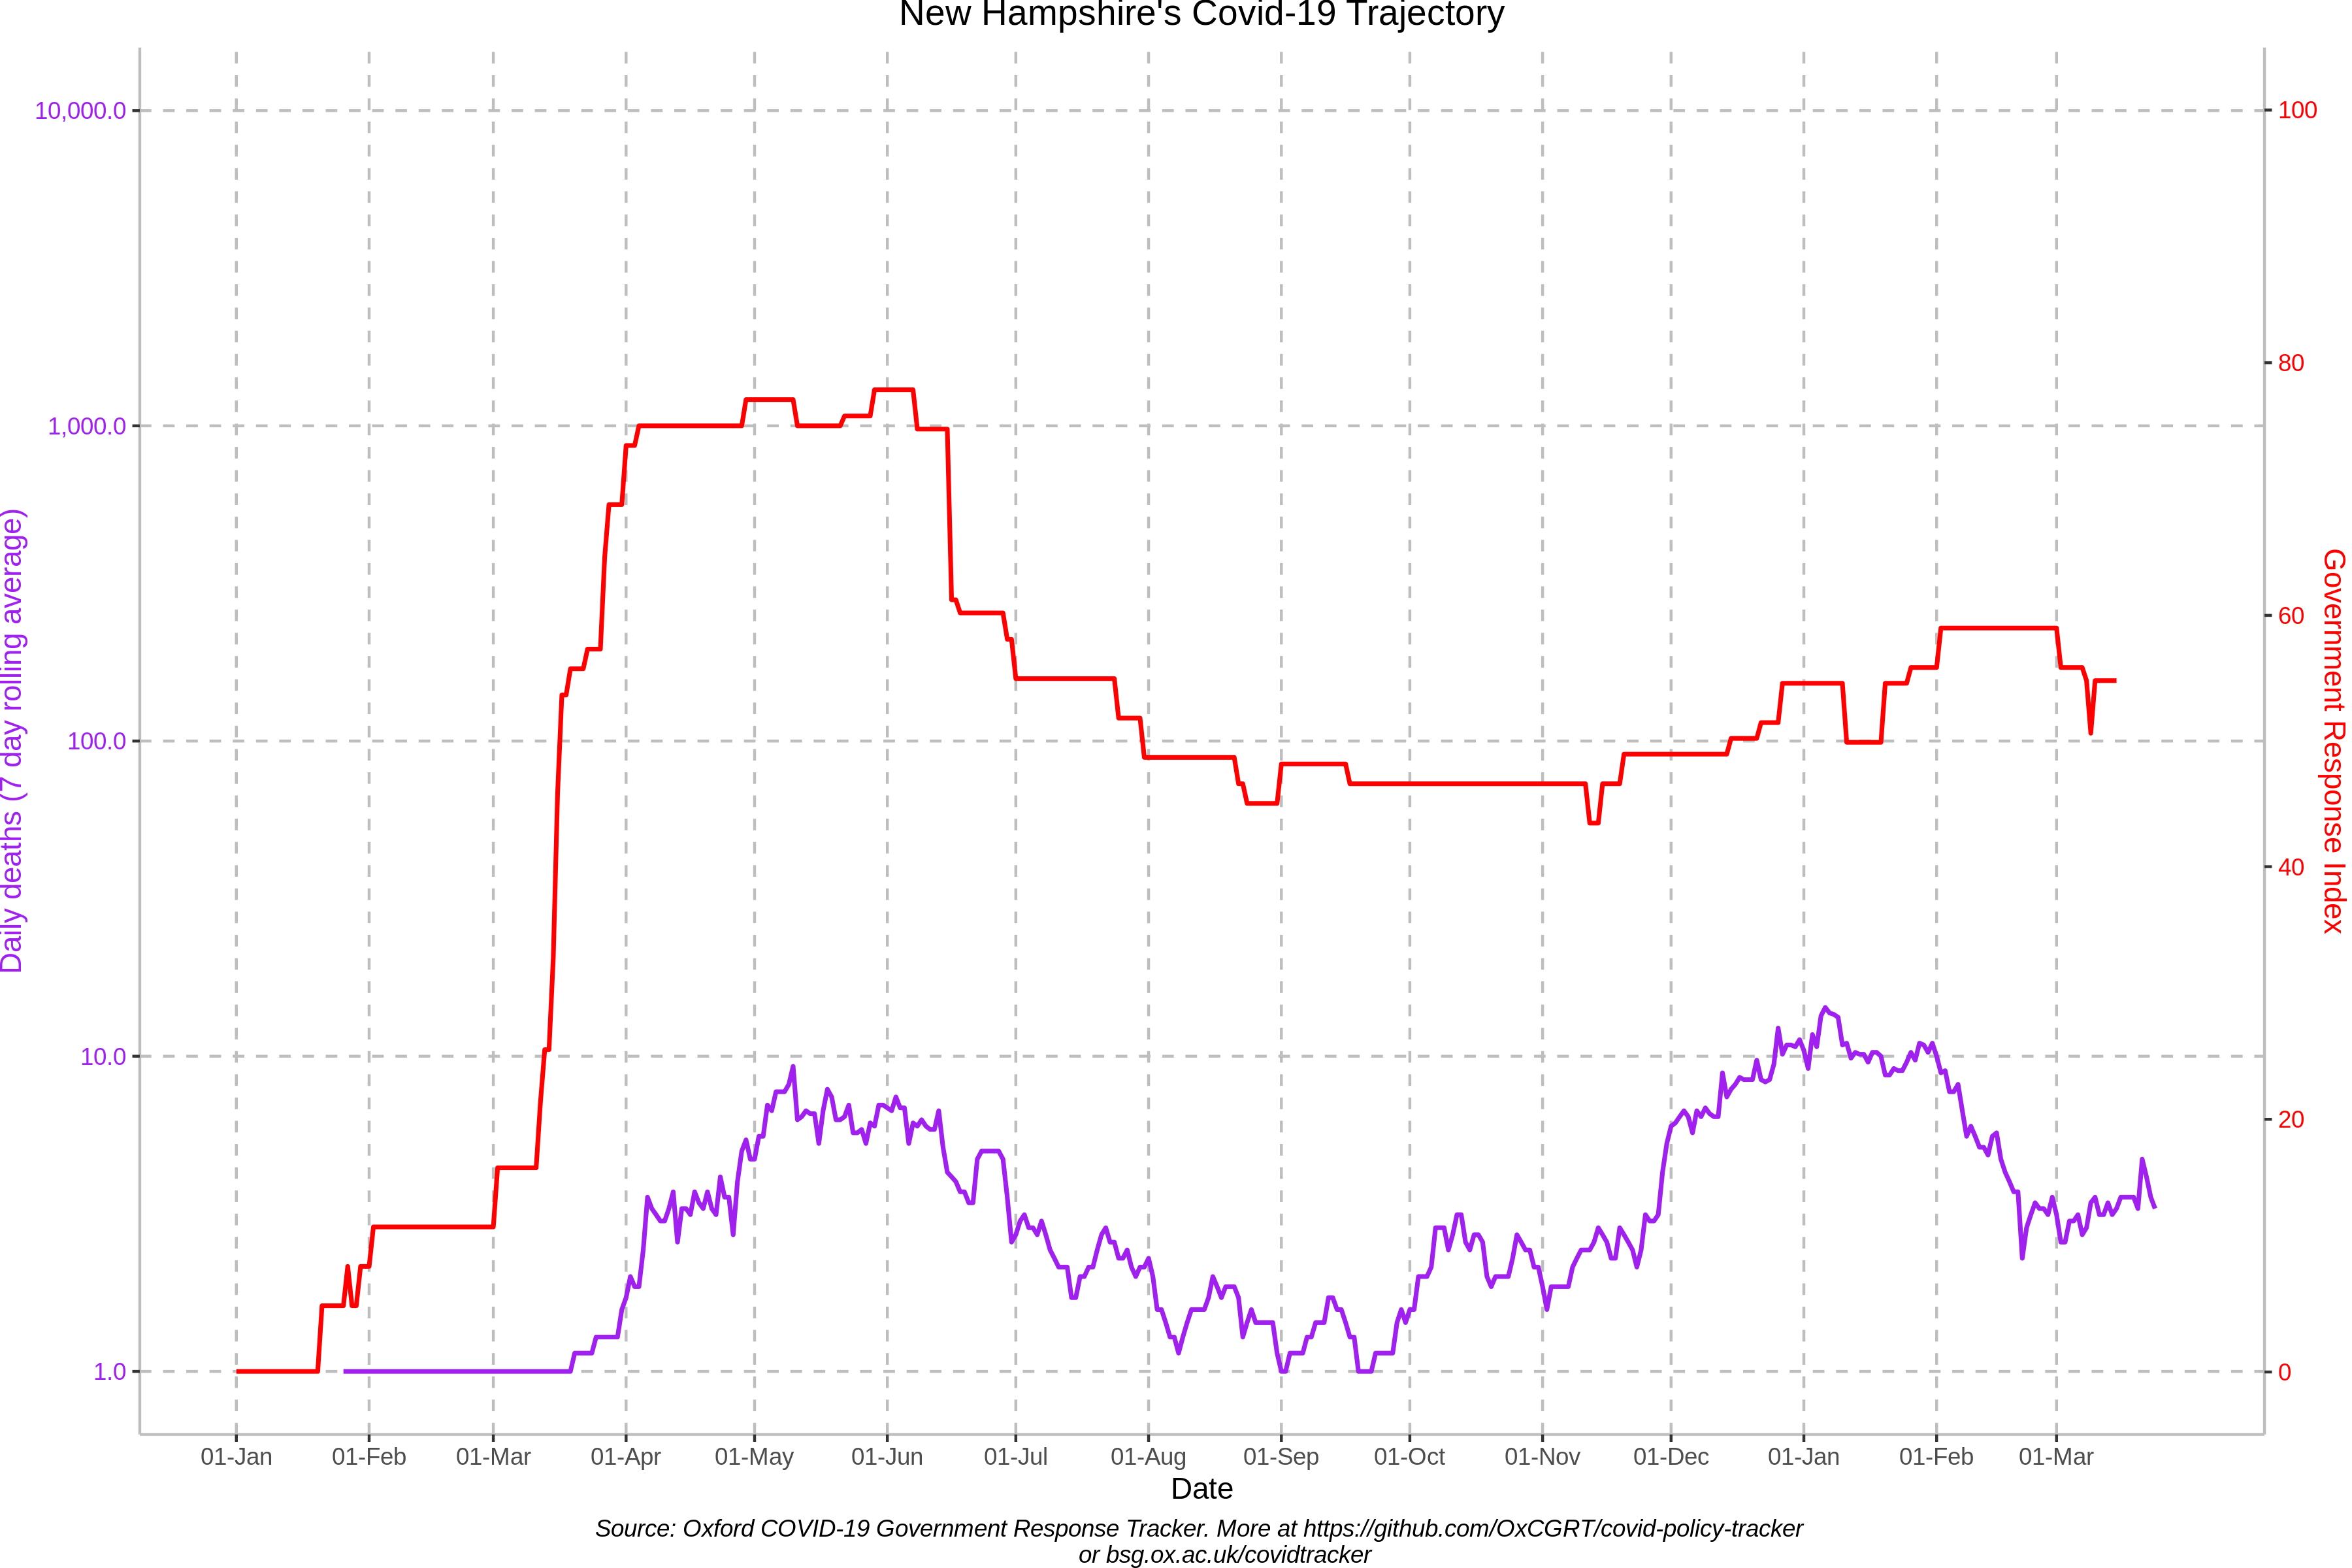 New Hampshire's Covid-19 Trajectory
10,000.0
1,000.0
100.0
10.0
1.0
Daily deaths (7 day rolling average)
100
80
60
40
20
0
Government Response Index
01-Jan 01-Feb 01-Mar 01-Apr 01-May 01-Jun 01-Jul 01-Aug 01-Sep 01-Oct 01-Nov 01-Dec 01-Jan 01-Feb 01-Mar
Date
Source: Oxford COVID-19 Government Response Tracker. More at https://github.com/OxCGRT/covid-policy-tracker
or bsg.ox.ac.uk/covidtracker